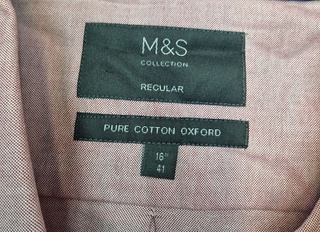 M&S
COLLECTION
REGULAR
PURE COTTON OXFORD
16"
41